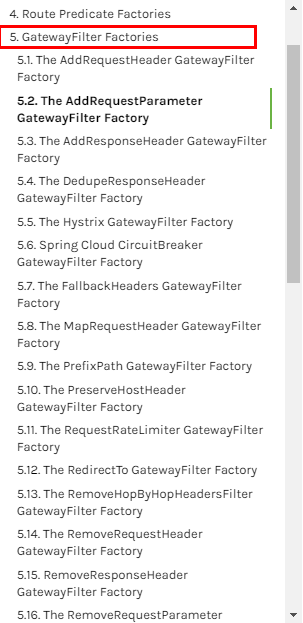 4. Route Predicate Factories
5. GatewayFilter Factories
5.1. The AddRequestHeader GatewayFilter
Factory
5.2. The AddRequestParameter
GatewayFilter Factory
5.3. The AddResponseHeader GatewayFilter
Factory
5.4. The DedupeResponseHeader
GatewayFilter Factory
5.5. The Hystrix GatewayFilter Factory
5.6. Spring Cloud CircuitBreaker
GatewayFilter Factory
5.7. The FallbackHeaders GatewayFilter
Factory
5.8. The MapRequestHeader GatewayFilter
Factory
5.9. The PrefixPath GatewayFilter Factory
5.10. The PreserveHostHeader
GatewayFilter Factory
5.11. The RequestRateLimiter GatewayFilter
Factory
5.12. The RedirectTo GatewayFilter Factory
5.13. The RemoveHopByHopHeadersFilter
GatewayFilter Factory
5.14. The RemoveRequestHeader
GatewayFilter Factory
5.15. RemoveResponseHeader
GatewayFilter Factory
5.16. The RemoveRequestParameter